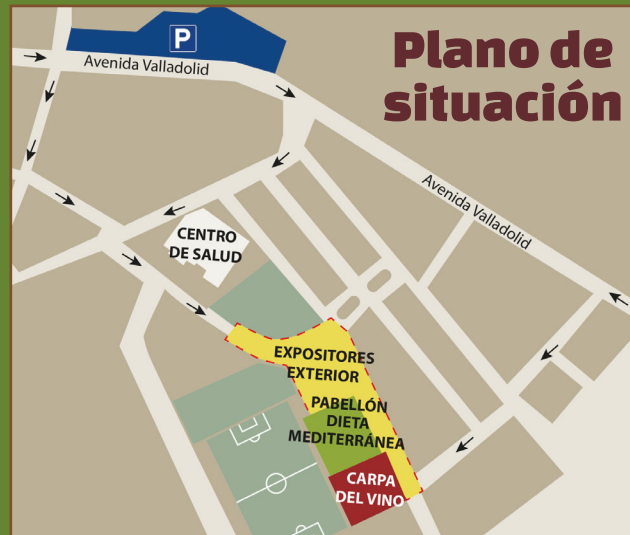 Plano de
situación
P
Avenida Valladolid
Avenida Valladolid
CENTRO
DE SALUD
EXPOSITORES
EXTERIOR
PABELLÓN
DIETA
MEDITERRÁNEA
CARPA
DEL VINO